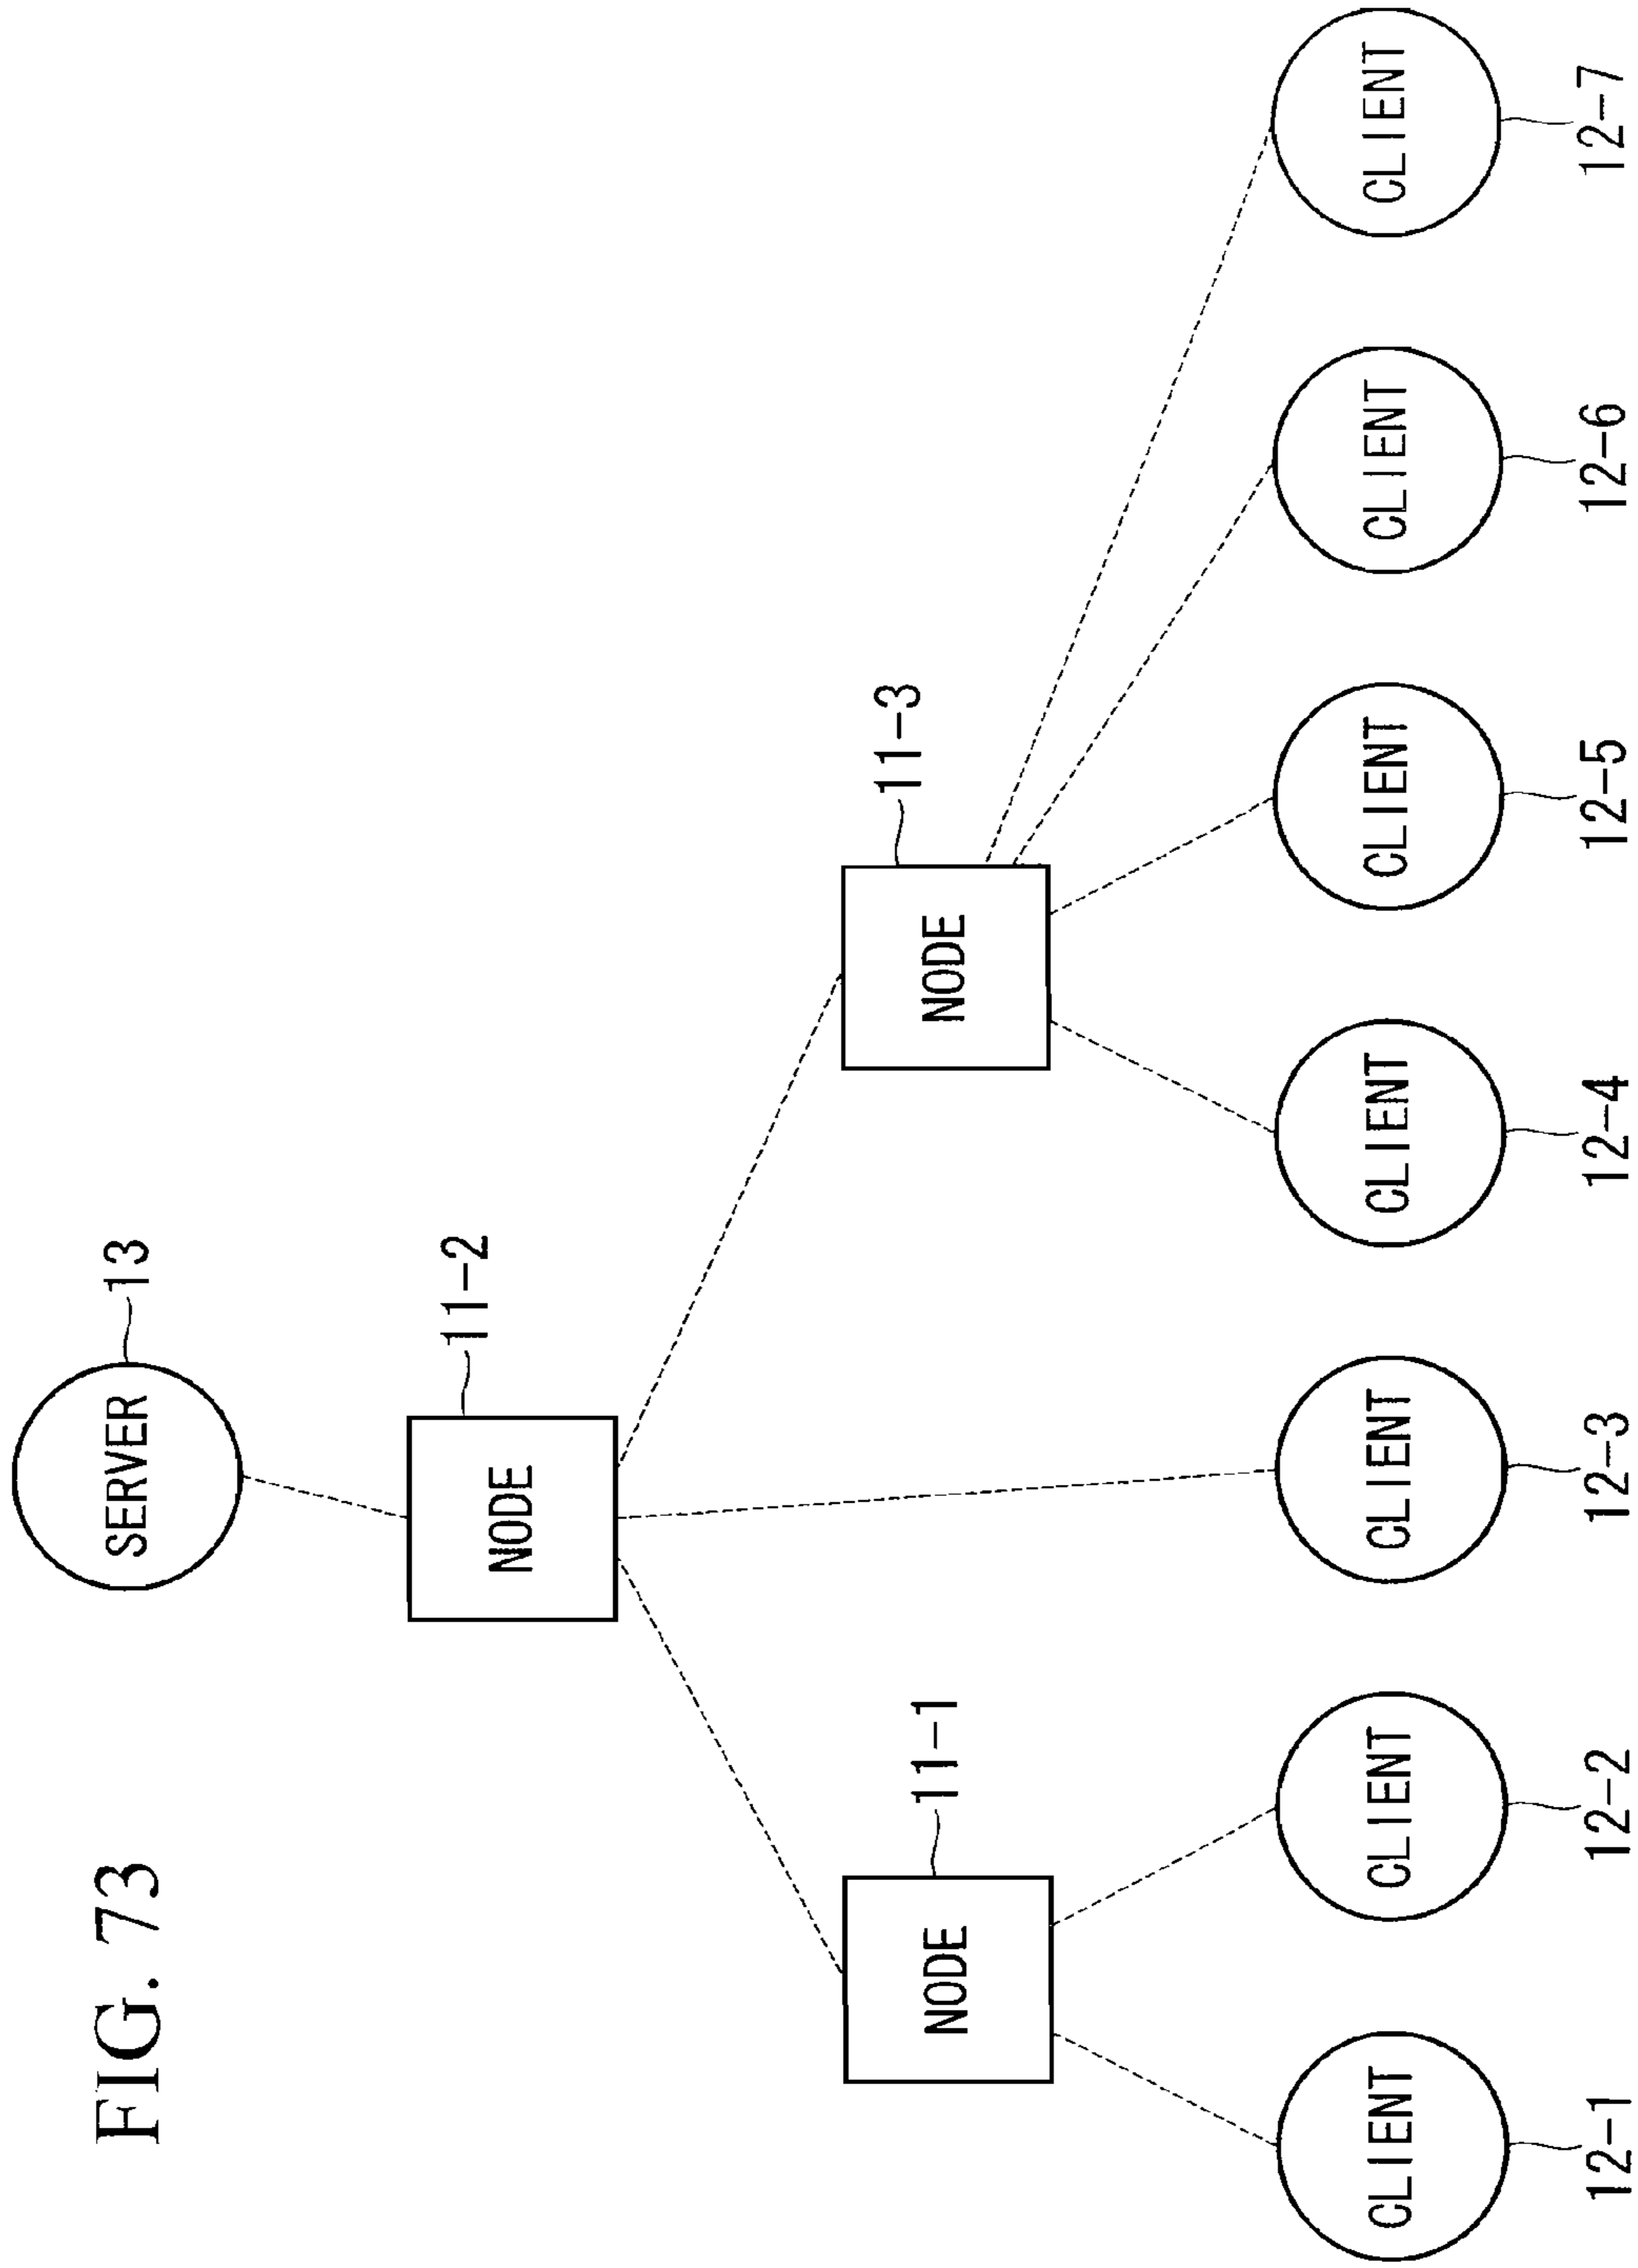 FIG. 73
SERVER
13
NODE
11-2
NODE
11-1
NODE
11-3
CLIENT
CLIENT
CLIENT
CLIENT
CLIENT
CLIENT
CLIENT
12-1
12-2
12-3
12-4
12-5
12-6
12-7